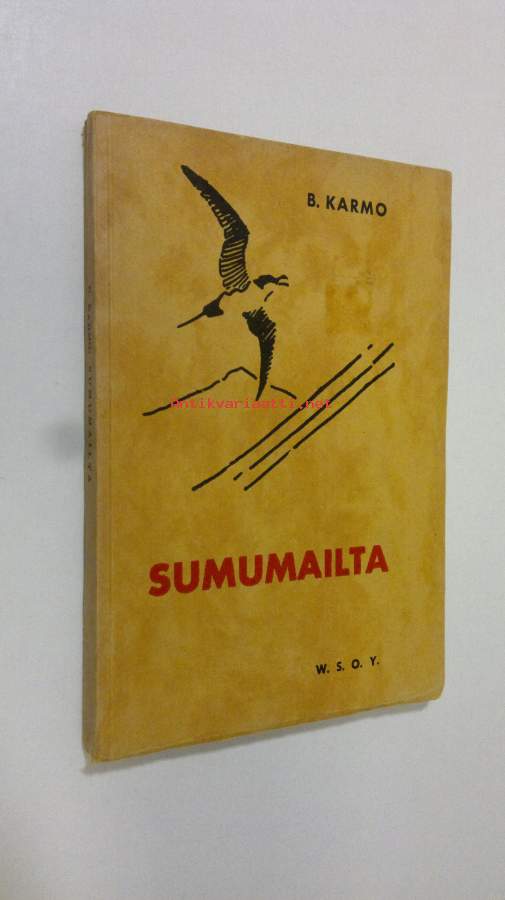 B. KARMO
Antikvariaatti.net
SUMUMAILTA
W. S. O. Y.
B. KARMO SUMUMAILTA